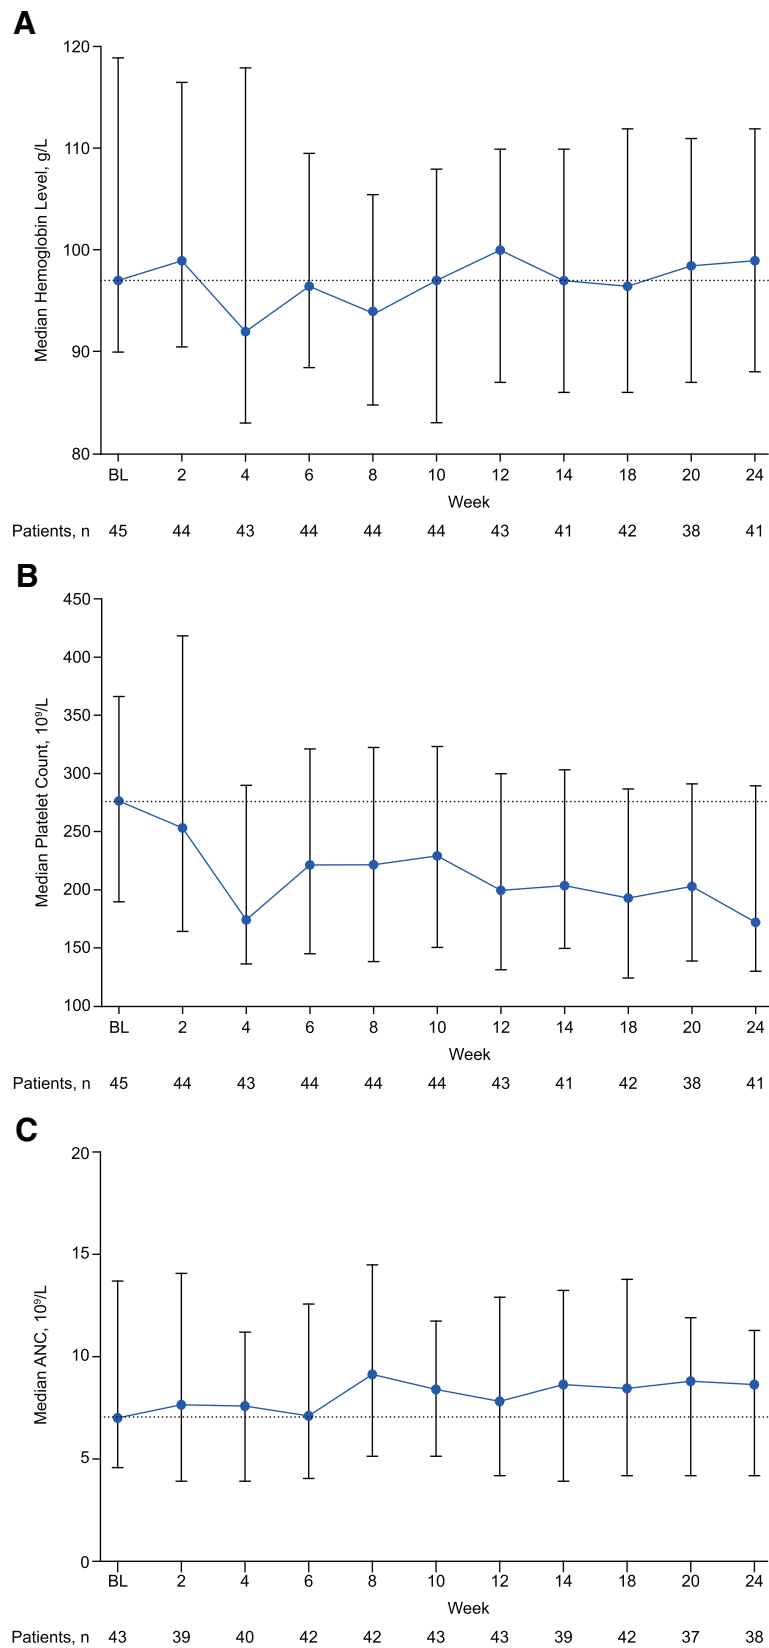 A
120
110
100
90
80
Median Hemoglobin Level, g/L
BL 2 4 6 8 10 12 14 18 20 24
Week
Patients, n 45 44 43 44 44 44 43 41 42 38 41
B
450
400
350
300
250
200
150
100
Median Platelet Count, 10⁹/L
BL 2 4 6 8 10 12 14 18 20 24
Week
Patients, n 45 44 43 44 44 44 43 41 42 38 41
C
20
15
10
5
0
Median ANC, 10⁹/L
BL 2 4 6 8 10 12 14 18 20 24
Week
Patients, n 43 39 40 42 42 43 43 39 42 37 38